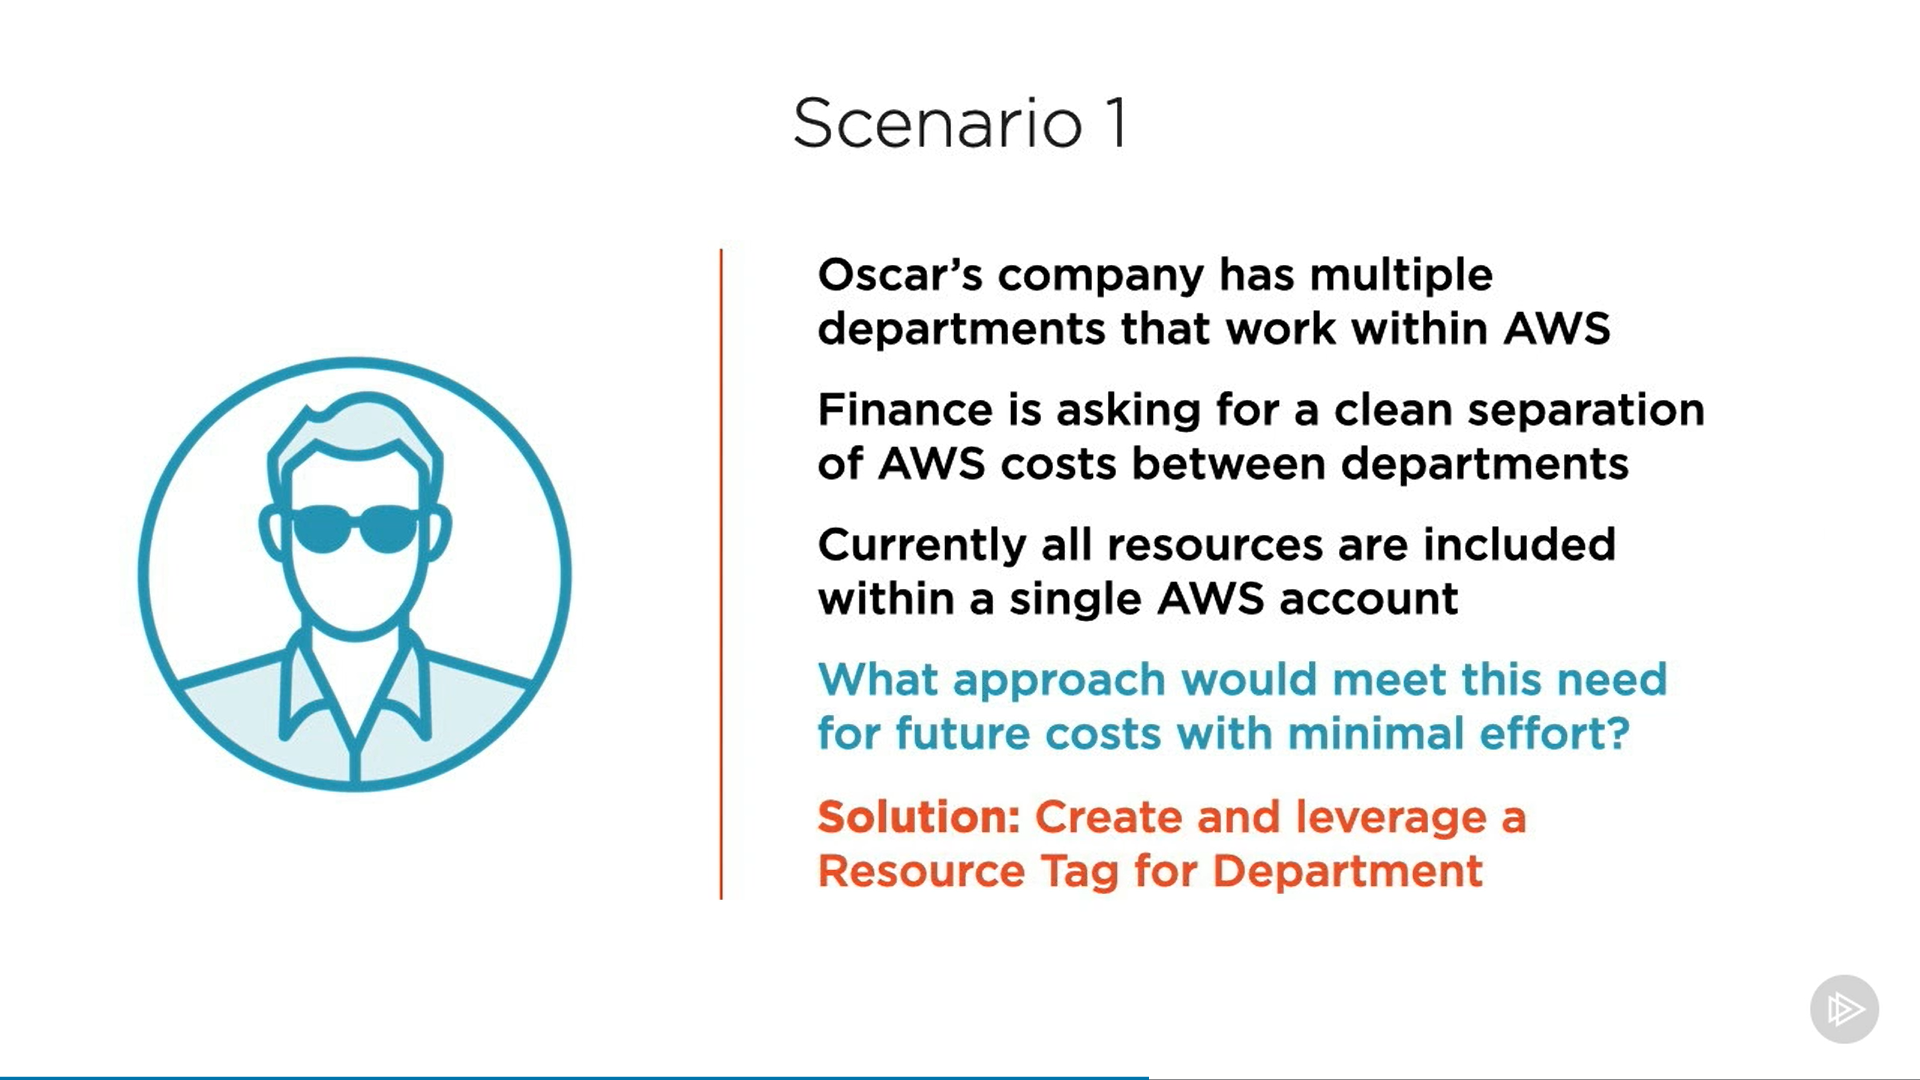 Scenario 1
Oscar’s company has multiple
departments that work within AWS
Finance is asking for a clean separation
of AWS costs between departments
Currently all resources are included
within a single AWS account
What approach would meet this need
for future costs with minimal effort?
Solution: Create and leverage a
Resource Tag for Department